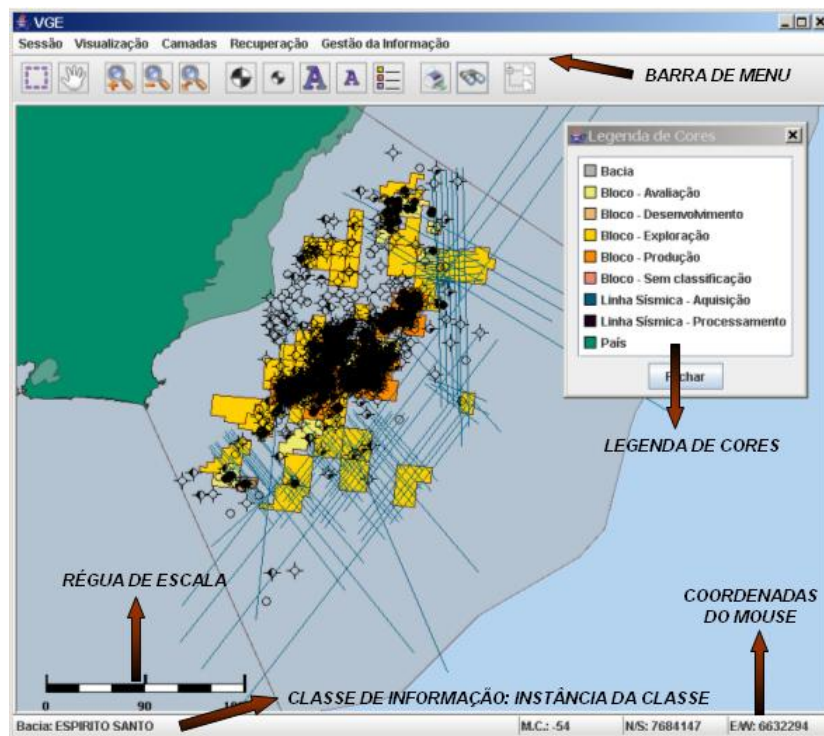 VGE
Sessão Visualização Camadas Recuperação Gestão da Informação
A A
BARRA DE MENU
Legenda de Cores
Bacia
Bloco - Avaliação
Bloco - Desenvolvimento
Bloco - Exploração
Bloco - Produção
Bloco - Sem classificação
Linha Sísmica - Aquisição
Linha Sísmica - Processamento
País
LEGENDA DE CORES
RÉGUA DE ESCALA
COORDENADAS
DO MOUSE
0 90
CLASSE DE INFORMAÇÃO: INSTÂNCIA DA CLASSE
Bacia: ESPIRITO SANTO M.C.: -54 N/S: 7684147 E/W: 6632294